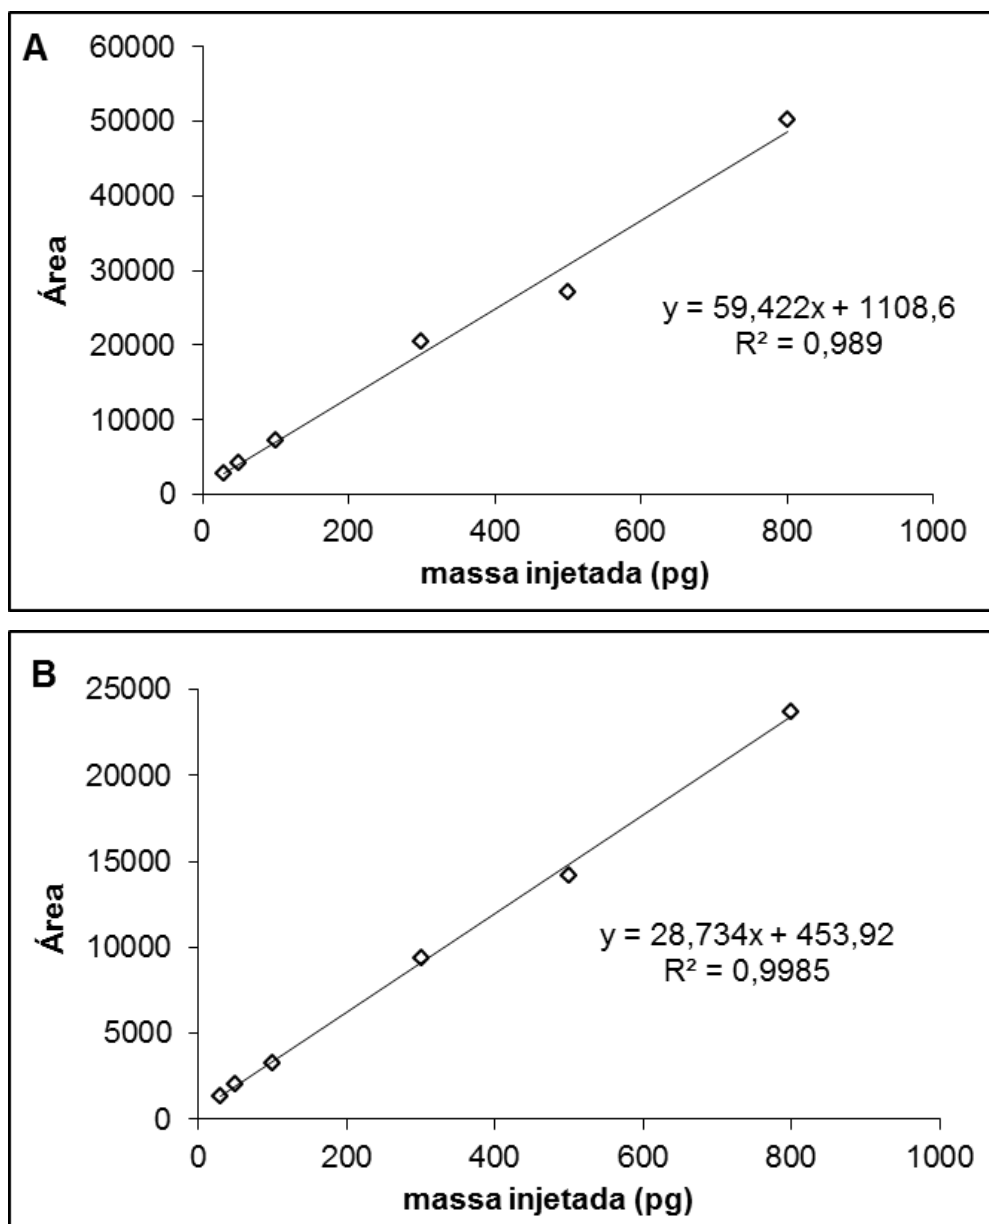 A
60000
50000
40000
30000
20000
10000
0
Área
y = 59,422x + 1108,6
R² = 0,989
0 200 400 600 800 1000
massa injetada (pg)
B
25000
20000
15000
10000
5000
0
Área
y = 28,734x + 453,92
R² = 0,9985
0 200 400 600 800 1000
massa injetada (pg)